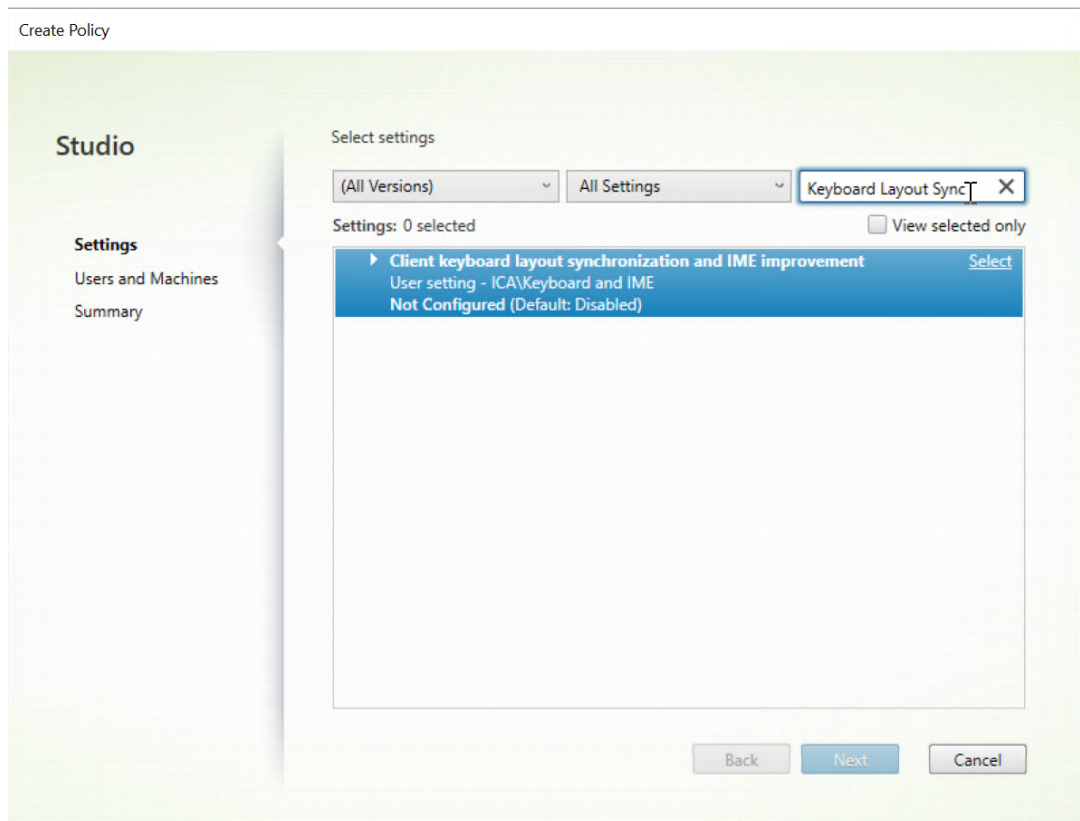 Create Policy
Studio
Settings
Users and Machines
Summary
Select settings
(All Versions)
All Settings
Keyboard Layout Sync
Settings: 0 selected
View selected only
Client keyboard layout synchronization and IME improvement
Select
User setting - ICA\Keyboard and IME
Not Configured (Default: Disabled)
Back
Next
Cancel